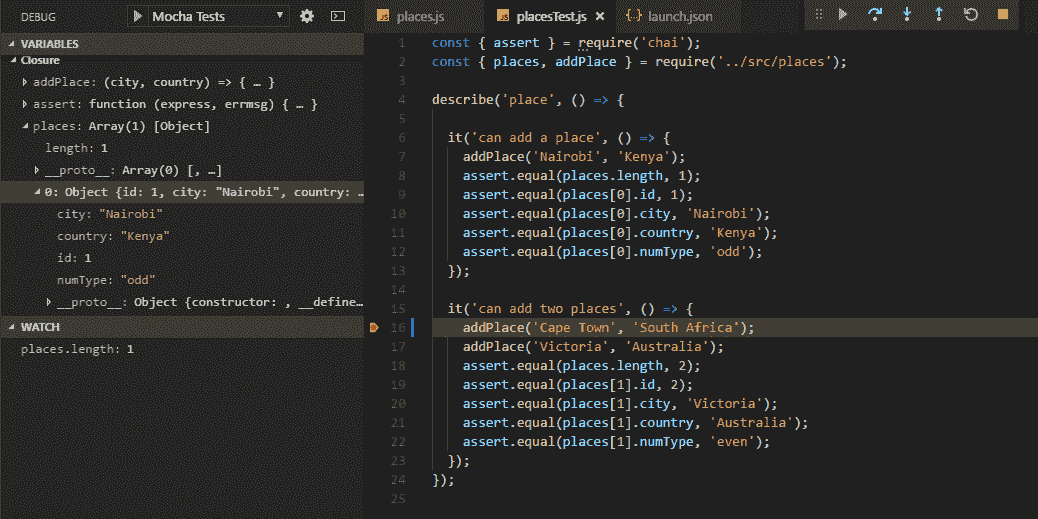 DEBUG
Mocha Tests
VARIABLES
Closure
addPlace: (city, country) => { … }
assert: function (express, errmsg) { … }
places: Array(1) [Object]
length: 1
__proto__: Array(0) [, …]
0: Object {id: 1, city: "Nairobi", country: …
city: "Nairobi"
country: "Kenya"
id: 1
numType: "odd"
__proto__: Object {constructor: , __define…
WATCH
places.length: 1
JS places.js
JS placesTest.js ×
{·} launch.json
1 const { assert } = require('chai');
2 const { places, addPlace } = require('../src/places');
3
4 describe('place', () => {
5
6 it('can add a place', () => {
7 addPlace('Nairobi', 'Kenya');
8 assert.equal(places.length, 1);
9 assert.equal(places[0].id, 1);
10 assert.equal(places[0].city, 'Nairobi');
11 assert.equal(places[0].country, 'Kenya');
12 assert.equal(places[0].numType, 'odd');
13 });
14
15 it('can add two places', () => {
16 addPlace('Cape Town', 'South Africa');
17 addPlace('Victoria', 'Australia');
18 assert.equal(places.length, 2);
19 assert.equal(places[1].id, 2);
20 assert.equal(places[1].city, 'Victoria');
21 assert.equal(places[1].country, 'Australia');
22 assert.equal(places[1].numType, 'even');
23 });
24 });
25